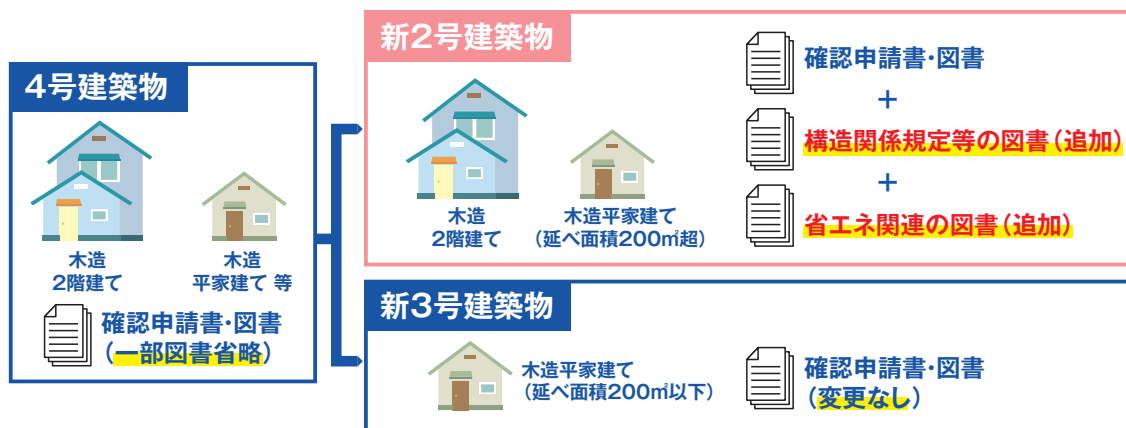 4号建築物
木造
2階建て
木造
平家建て 等
確認申請書・図書
(一部図書省略)
新2号建築物
木造
2階建て
木造平家建て
(延べ面積200㎡超)
確認申請書・図書
+
構造関係規定等の図書(追加)
+
省エネ関連の図書(追加)
新3号建築物
木造平家建て
(延べ面積200㎡以下)
確認申請書・図書
(変更なし)